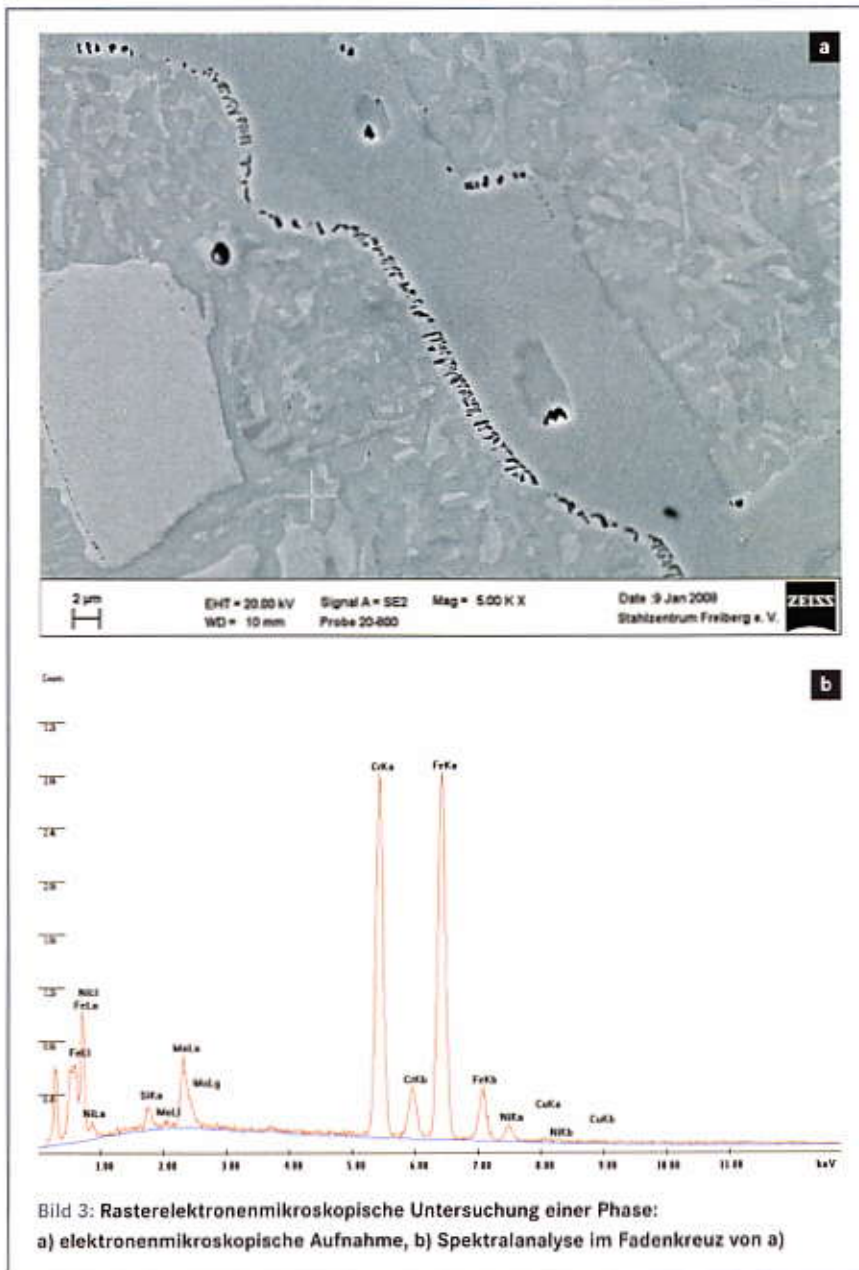 a
2 µm
EHT = 20.00 kV Signal A = SE2 Mag = 5.00 K X Date :9 Jan 2008
WD = 10 mm Probe 20-800 Stahlzentrum Freiberg e. V.
ZEISS
b
CrKa FeKa
NiLl
FeLa
FeLl
MoLa
MoLg
SiKa
MoLl
NiLa
CrKb FeKb
CuKa
NiKa
CuKb
NiKb
1.00 2.00 3.00 4.00 5.00 6.00 7.00 8.00 9.00 10.00 11.00 keV
Bild 3: Rasterelektronenmikroskopische Untersuchung einer Phase:
a) elektronenmikroskopische Aufnahme, b) Spektralanalyse im Fadenkreuz von a)